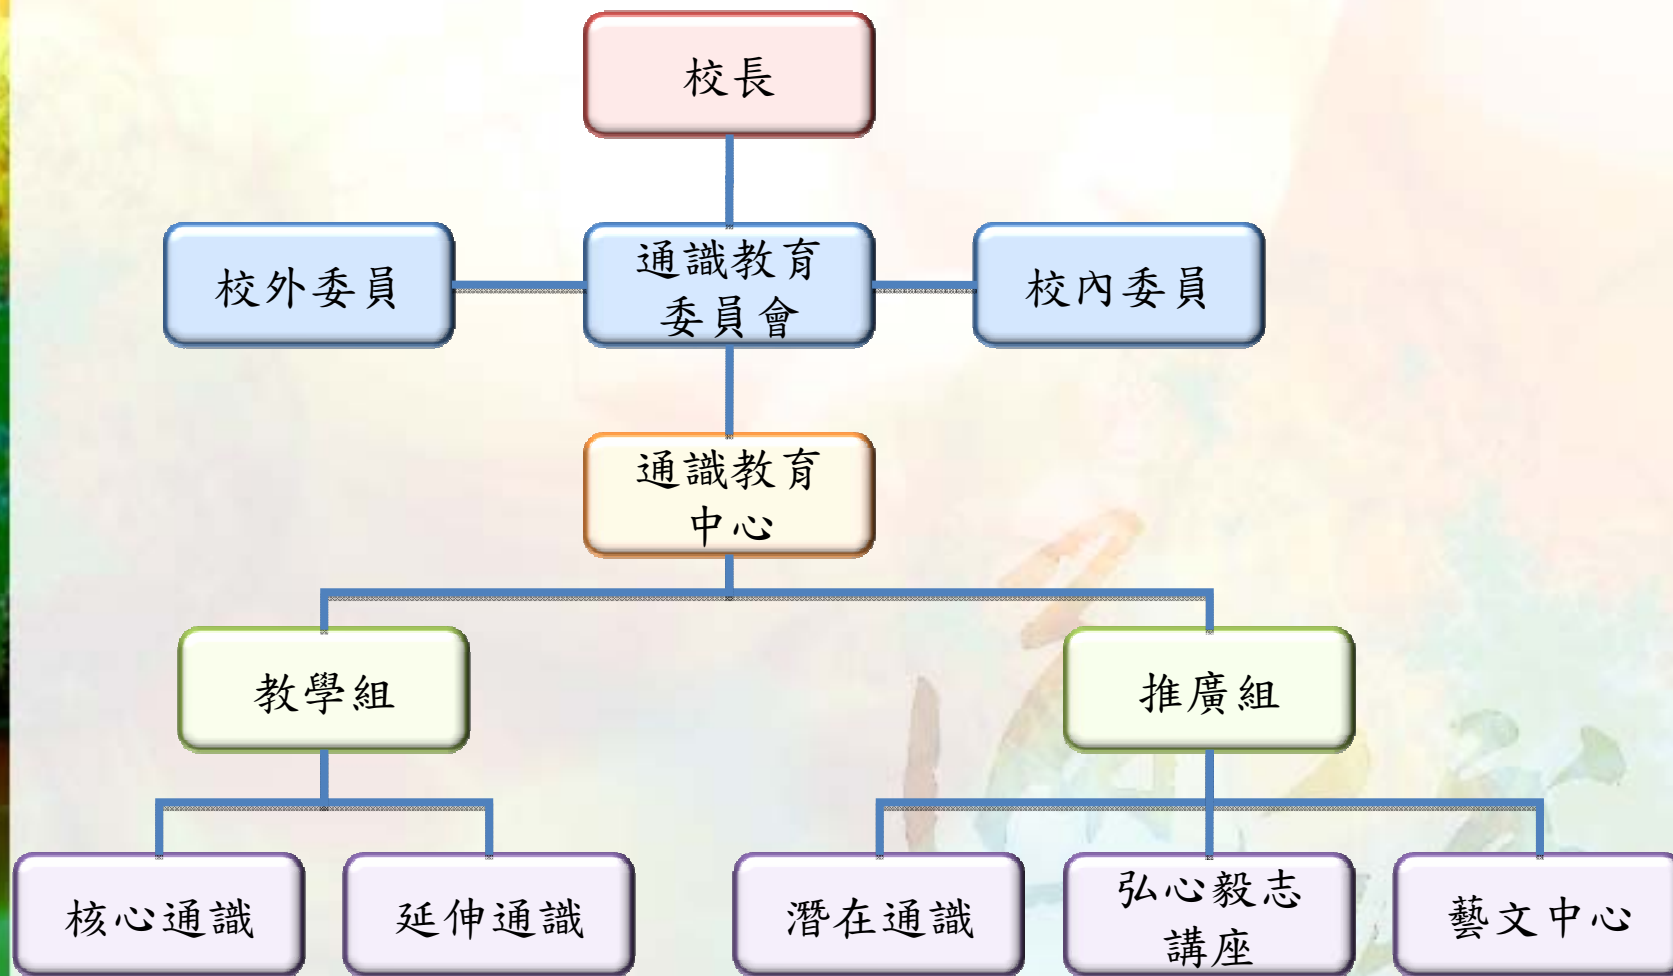 校長
校外委員
通識教育
委員會
校內委員
通識教育
中心
教學組
推廣組
核心通識
延伸通識
潛在通識
弘心毅志
講座
藝文中心